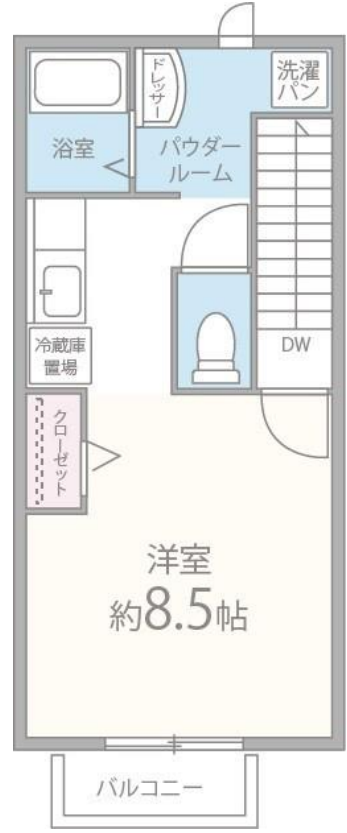 ドレッサー
洗濯
パン
浴室
パウダー
ルーム
冷蔵庫
置場
DW
クローゼット
洋室
約8.5帖
バルコニー